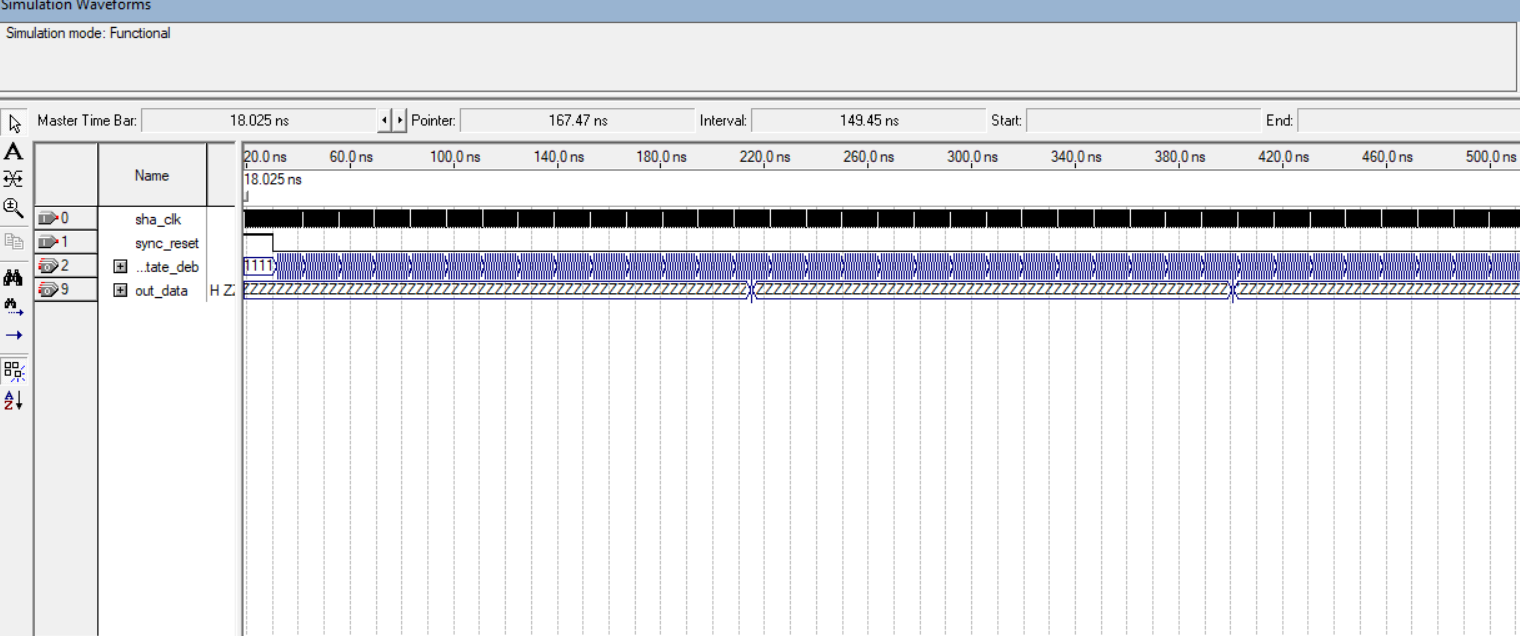 Simulation Waveforms
Simulation mode: Functional
Master Time Bar: 18.025 ns Pointer: 167.47 ns Interval: 149.45 ns Start: End:
Name
20.0 ns 60.0 ns 100.0 ns 140.0 ns 180.0 ns 220.0 ns 260.0 ns 300.0 ns 340.0 ns 380.0 ns 420.0 ns 460.0 ns 500.0 ns
18.025 ns
0 sha_clk
1 sync_reset
2 ...tate_deb 1111
9 out_data H Z